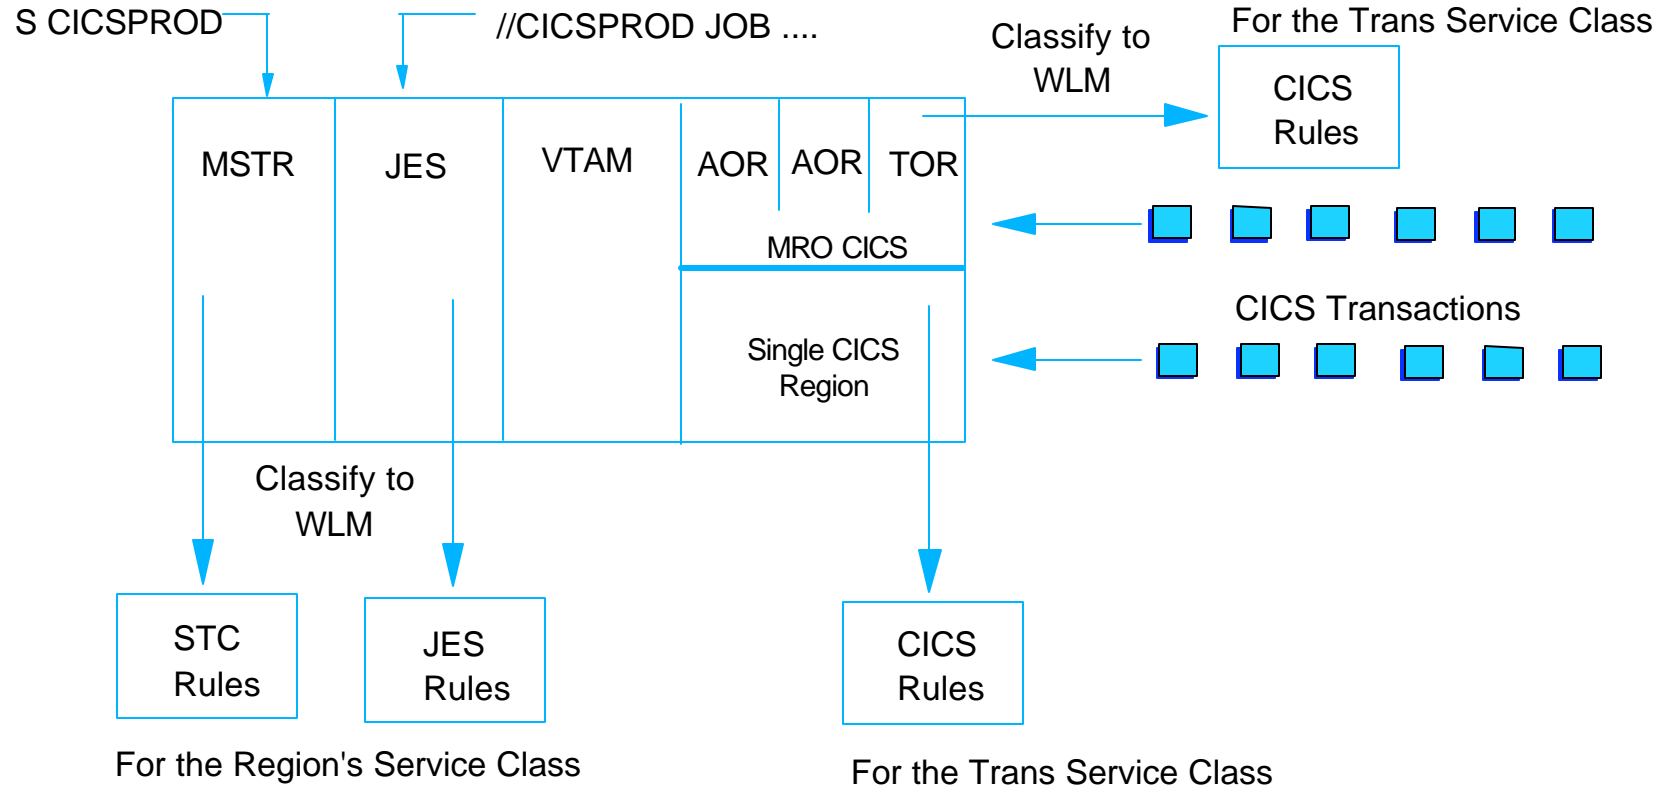 S CICSPROD
//CICSPROD JOB ....
Classify to
WLM
For the Trans Service Class
CICS
Rules
MSTR
JES
VTAM
AOR
AOR
TOR
MRO CICS
CICS Transactions
Single CICS
Region
Classify to
WLM
STC
Rules
JES
Rules
CICS
Rules
For the Region's Service Class
For the Trans Service Class